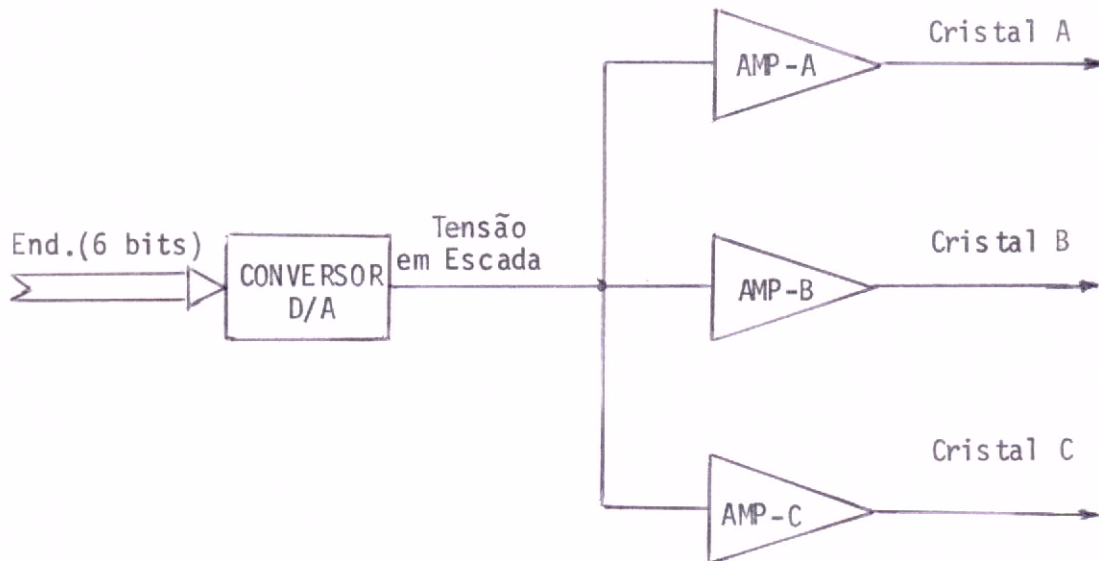 Cristal A
AMP-A
End.(6 bits)
CONVERSOR
D/A
Tensão
em Escada
Cristal B
AMP-B
Cristal C
AMP-C